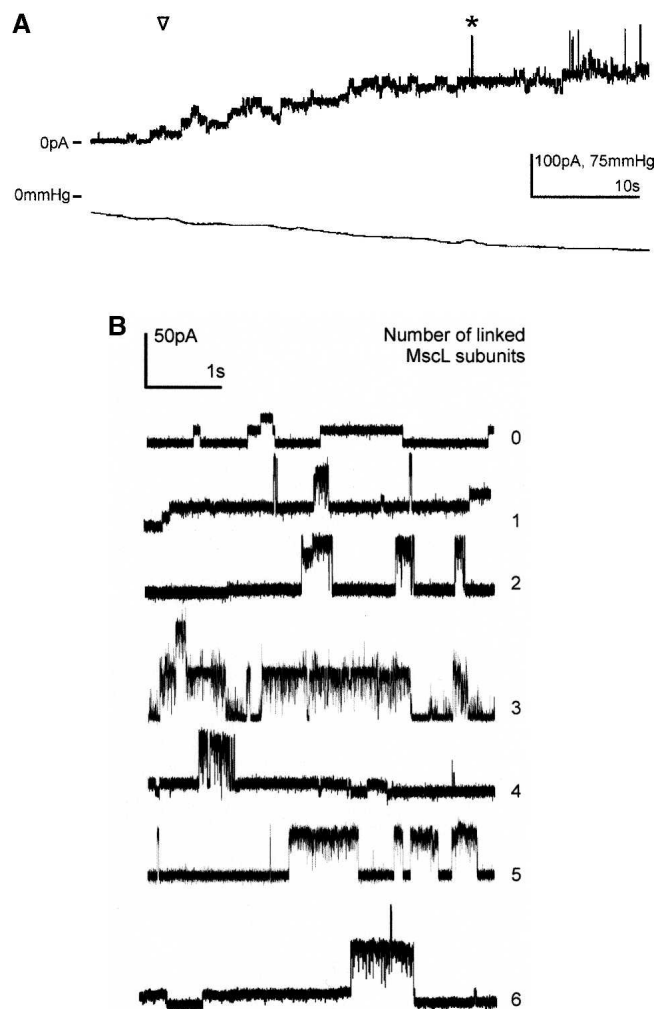 A
▽
*
0pA
100pA, 75mmHg
10s
0mmHg
B
50pA
1s
Number of linked
MscL subunits
0
1
2
3
4
5
6